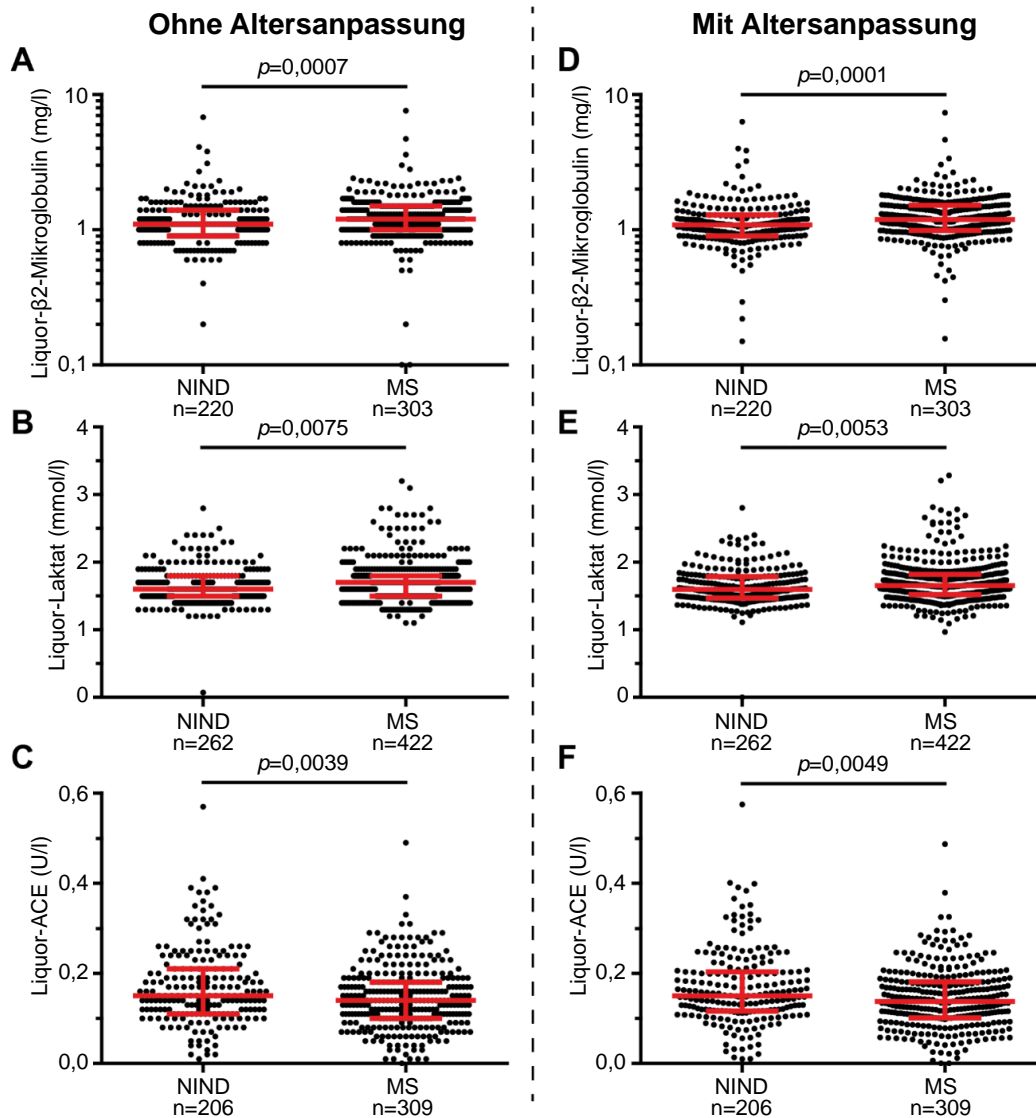 Ohne Altersanpassung
Mit Altersanpassung
A
p=0,0007
Liquor-β2-Mikroglobulin (mg/l)
10
1
0,1
NIND
n=220
MS
n=303
D
p=0,0001
Liquor-β2-Mikroglobulin (mg/l)
10
1
0,1
NIND
n=220
MS
n=303
B
p=0,0075
Liquor-Laktat (mmol/l)
4
3
2
1
0
NIND
n=262
MS
n=422
E
p=0,0053
Liquor-Laktat (mmol/l)
4
3
2
1
0
NIND
n=262
MS
n=422
C
p=0,0039
Liquor-ACE (U/l)
0,6
0,4
0,2
0,0
NIND
n=206
MS
n=309
F
p=0,0049
Liquor-ACE (U/l)
0,6
0,4
0,2
0,0
NIND
n=206
MS
n=309